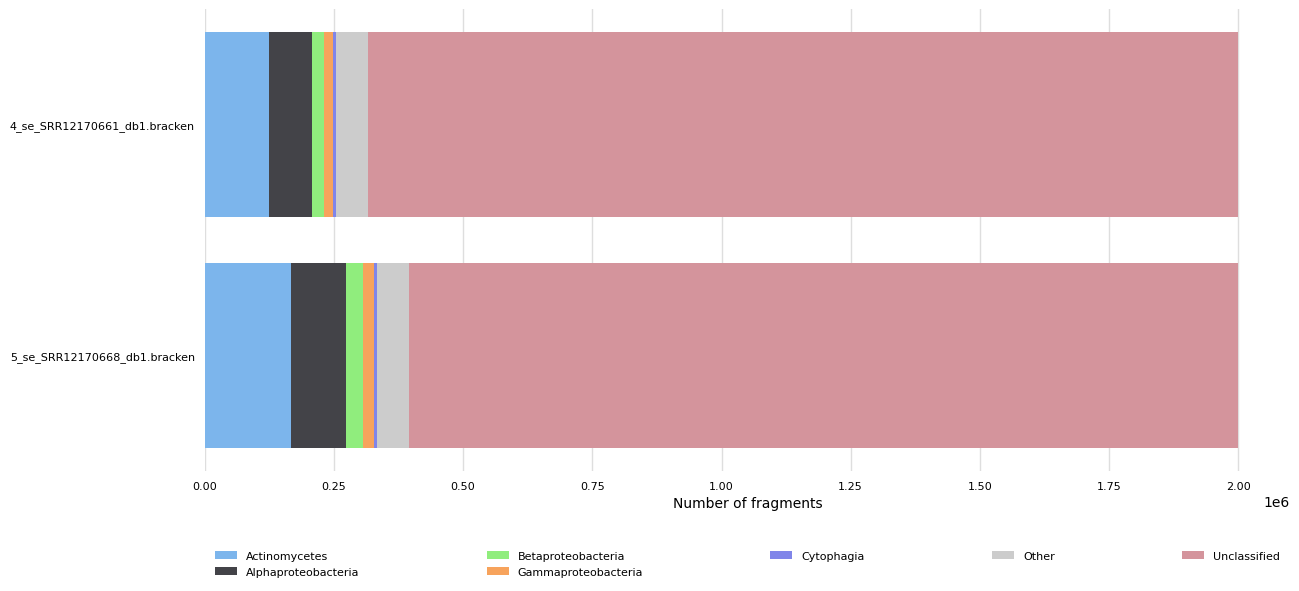 4_se_SRR12170661_db1.bracken
5_se_SRR12170668_db1.bracken
0.00 0.25 0.50 0.75 1.00 1.25 1.50 1.75 2.00
Number of fragments
1e6
Actinomycetes Betaproteobacteria Cytophagia Other Unclassified
Alphaproteobacteria Gammaproteobacteria